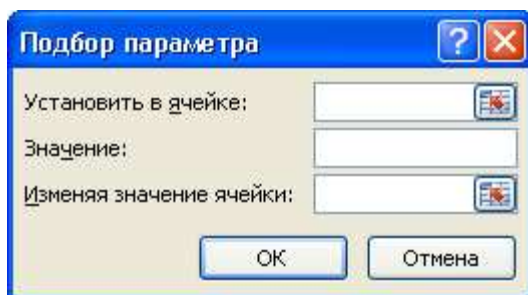 Подбор параметра
Установить в ячейке:
Значение:
Изменяя значение ячейки:
ОК Отмена